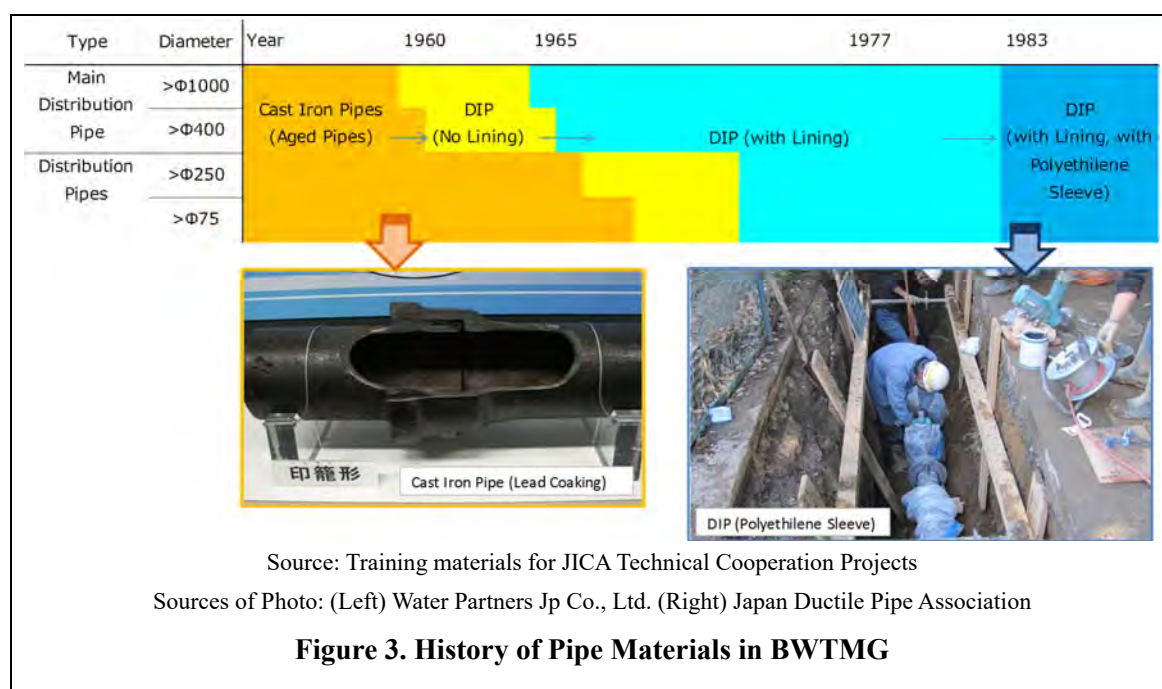 Type Diameter Year 1960 1965 1977 1983
Main
Distribution
Pipe
>Φ1000
>Φ400
Distribution
Pipes
>Φ250
>Φ75
Cast Iron Pipes
(Aged Pipes)
DIP
(No Lining)
DIP (with Lining)
DIP
(with Lining, with
Polyethilene
Sleeve)
印籠形
Cast Iron Pipe (Lead Coaking)
DIP (Polyethilene Sleeve)
Source: Training materials for JICA Technical Cooperation Projects
Sources of Photo: (Left) Water Partners Jp Co., Ltd. (Right) Japan Ductile Pipe Association
Figure 3. History of Pipe Materials in BWTMG